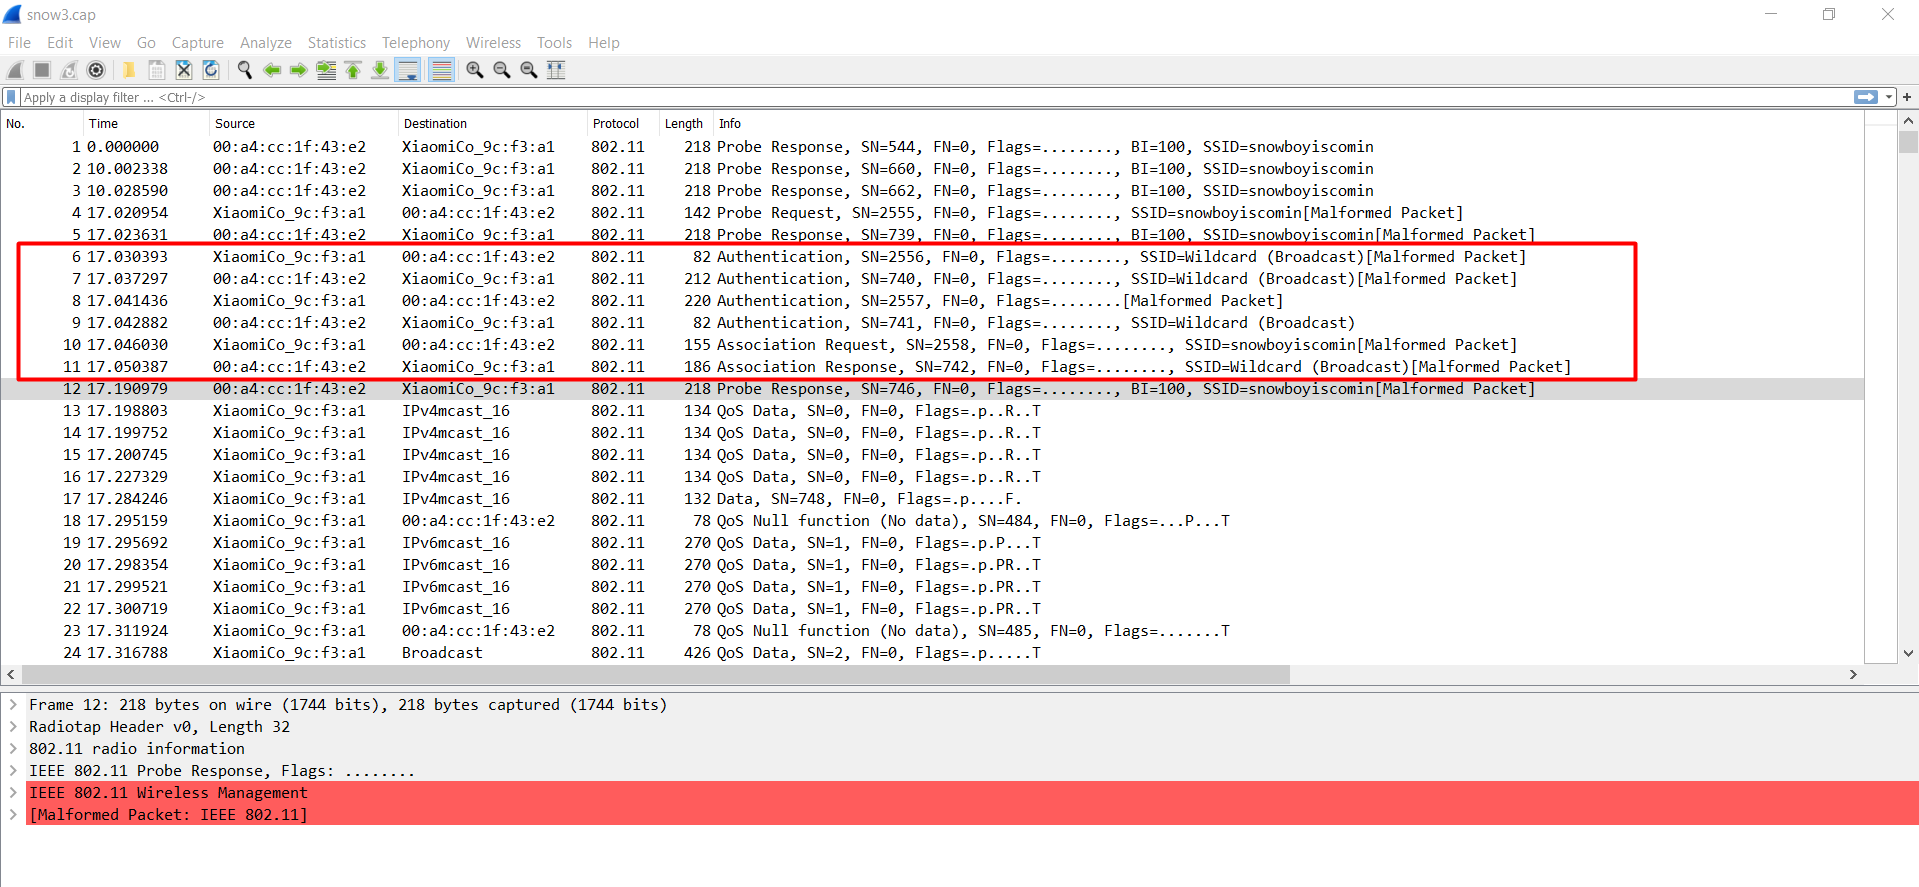 snow3.cap
File Edit View Go Capture Analyze Statistics Telephony Wireless Tools Help
Apply a display filter ... <Ctrl-/>
No. Time Source Destination Protocol Length Info
1 0.000000 00:a4:cc:1f:43:e2 XiaomiCo_9c:f3:a1 802.11 218 Probe Response, SN=544, FN=0, Flags=........, BI=100, SSID=snowboyiscomin
2 10.002338 00:a4:cc:1f:43:e2 XiaomiCo_9c:f3:a1 802.11 218 Probe Response, SN=660, FN=0, Flags=........, BI=100, SSID=snowboyiscomin
3 10.028590 00:a4:cc:1f:43:e2 XiaomiCo_9c:f3:a1 802.11 218 Probe Response, SN=662, FN=0, Flags=........, BI=100, SSID=snowboyiscomin
4 17.020954 XiaomiCo_9c:f3:a1 00:a4:cc:1f:43:e2 802.11 142 Probe Request, SN=2555, FN=0, Flags=........, SSID=snowboyiscomin[Malformed Packet]
5 17.023631 00:a4:cc:1f:43:e2 XiaomiCo_9c:f3:a1 802.11 218 Probe Response, SN=739, FN=0, Flags=........, BI=100, SSID=snowboyiscomin[Malformed Packet]
6 17.030393 XiaomiCo_9c:f3:a1 00:a4:cc:1f:43:e2 802.11 82 Authentication, SN=2556, FN=0, Flags=........, SSID=Wildcard (Broadcast)[Malformed Packet]
7 17.037297 00:a4:cc:1f:43:e2 XiaomiCo_9c:f3:a1 802.11 212 Authentication, SN=740, FN=0, Flags=........, SSID=Wildcard (Broadcast)[Malformed Packet]
8 17.041436 XiaomiCo_9c:f3:a1 00:a4:cc:1f:43:e2 802.11 220 Authentication, SN=2557, FN=0, Flags=........[Malformed Packet]
9 17.042882 00:a4:cc:1f:43:e2 XiaomiCo_9c:f3:a1 802.11 82 Authentication, SN=741, FN=0, Flags=........, SSID=Wildcard (Broadcast)
10 17.046030 XiaomiCo_9c:f3:a1 00:a4:cc:1f:43:e2 802.11 155 Association Request, SN=2558, FN=0, Flags=........, SSID=snowboyiscomin[Malformed Packet]
11 17.050387 00:a4:cc:1f:43:e2 XiaomiCo_9c:f3:a1 802.11 186 Association Response, SN=742, FN=0, Flags=........, SSID=Wildcard (Broadcast)[Malformed Packet]
12 17.190979 00:a4:cc:1f:43:e2 XiaomiCo_9c:f3:a1 802.11 218 Probe Response, SN=746, FN=0, Flags=........, BI=100, SSID=snowboyiscomin[Malformed Packet]
13 17.198803 XiaomiCo_9c:f3:a1 IPv4mcast_16 802.11 134 QoS Data, SN=0, FN=0, Flags=.p..R..T
14 17.199752 XiaomiCo_9c:f3:a1 IPv4mcast_16 802.11 134 QoS Data, SN=0, FN=0, Flags=.p..R..T
15 17.200745 XiaomiCo_9c:f3:a1 IPv4mcast_16 802.11 134 QoS Data, SN=0, FN=0, Flags=.p..R..T
16 17.227329 XiaomiCo_9c:f3:a1 IPv4mcast_16 802.11 134 QoS Data, SN=0, FN=0, Flags=.p..R..T
17 17.284246 XiaomiCo_9c:f3:a1 IPv4mcast_16 802.11 132 Data, SN=748, FN=0, Flags=.p....F.
18 17.295159 XiaomiCo_9c:f3:a1 00:a4:cc:1f:43:e2 802.11 78 QoS Null function (No data), SN=484, FN=0, Flags=...P...T
19 17.295692 XiaomiCo_9c:f3:a1 IPv6mcast_16 802.11 270 QoS Data, SN=1, FN=0, Flags=.p.P...T
20 17.298354 XiaomiCo_9c:f3:a1 IPv6mcast_16 802.11 270 QoS Data, SN=1, FN=0, Flags=.p.PR..T
21 17.299521 XiaomiCo_9c:f3:a1 IPv6mcast_16 802.11 270 QoS Data, SN=1, FN=0, Flags=.p.PR..T
22 17.300719 XiaomiCo_9c:f3:a1 IPv6mcast_16 802.11 270 QoS Data, SN=1, FN=0, Flags=.p.PR..T
23 17.311924 XiaomiCo_9c:f3:a1 00:a4:cc:1f:43:e2 802.11 78 QoS Null function (No data), SN=485, FN=0, Flags=.......T
24 17.316788 XiaomiCo_9c:f3:a1 Broadcast 802.11 426 QoS Data, SN=2, FN=0, Flags=.p.....T
Frame 12: 218 bytes on wire (1744 bits), 218 bytes captured (1744 bits)
Radiotap Header v0, Length 32
802.11 radio information
IEEE 802.11 Probe Response, Flags: ........
IEEE 802.11 Wireless Management
[Malformed Packet: IEEE 802.11]